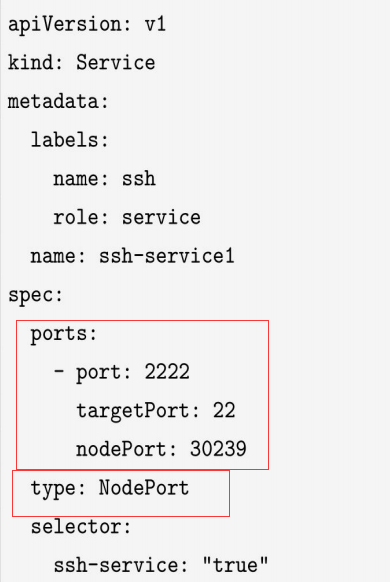 apiVersion: v1
kind: Service
metadata:
  labels:
    name: ssh
    role: service
  name: ssh-service1
spec:
  ports:
    - port: 2222
      targetPort: 22
      nodePort: 30239
  type: NodePort
  selector:
    ssh-service: "true"